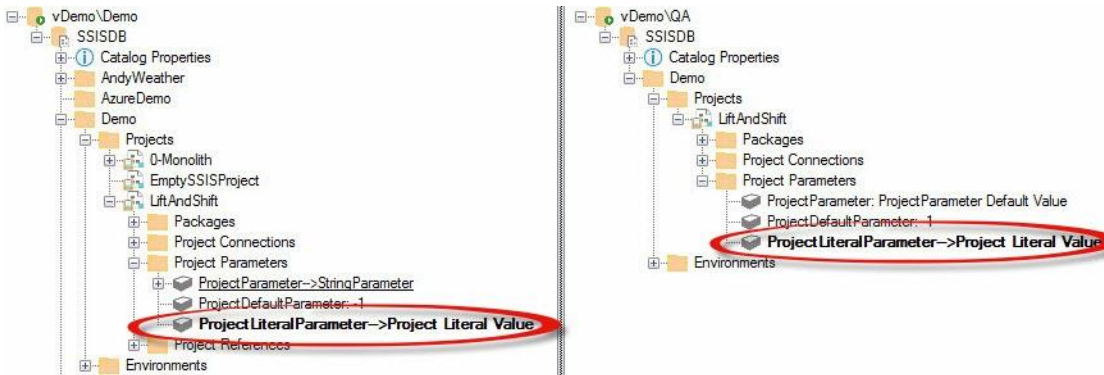 vDemo\Demo
SSISDB
Catalog Properties
AndyWeather
AzureDemo
Demo
Projects
0-Monolith
EmptySSISProject
LiftAndShift
Packages
Project Connections
Project Parameters
ProjectParameter-->StringParameter
ProjectDefaultParameter: -1
ProjectLiteralParameter-->Project Literal Value
Project References
Environments
vDemo\QA
SSISDB
Catalog Properties
Demo
Projects
LiftAndShift
Packages
Project Connections
Project Parameters
ProjectParameter: ProjectParameter Default Value
ProjectDefaultParameter: -1
ProjectLiteralParameter-->Project Literal Value
Environments